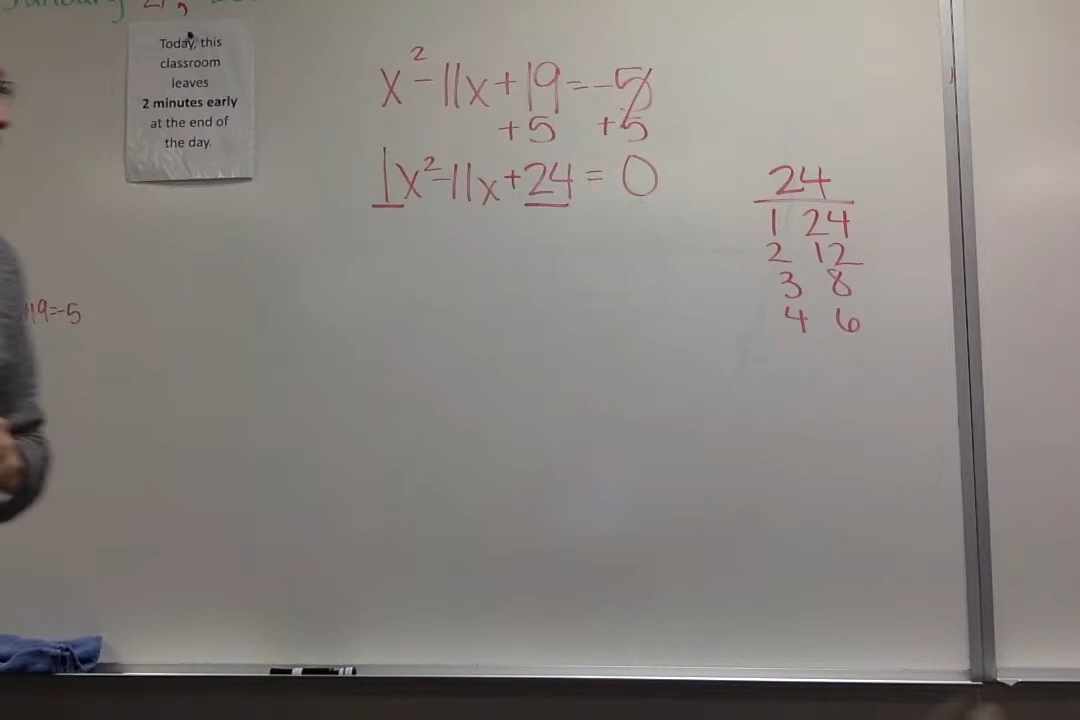 Today, this
classroom
leaves
2 minutes early
at the end of
the day.
x²-11x+19=-5
+5 +5
1x²-11x+24=0
24
1 24
2 12
3 8
4 6
19=-5